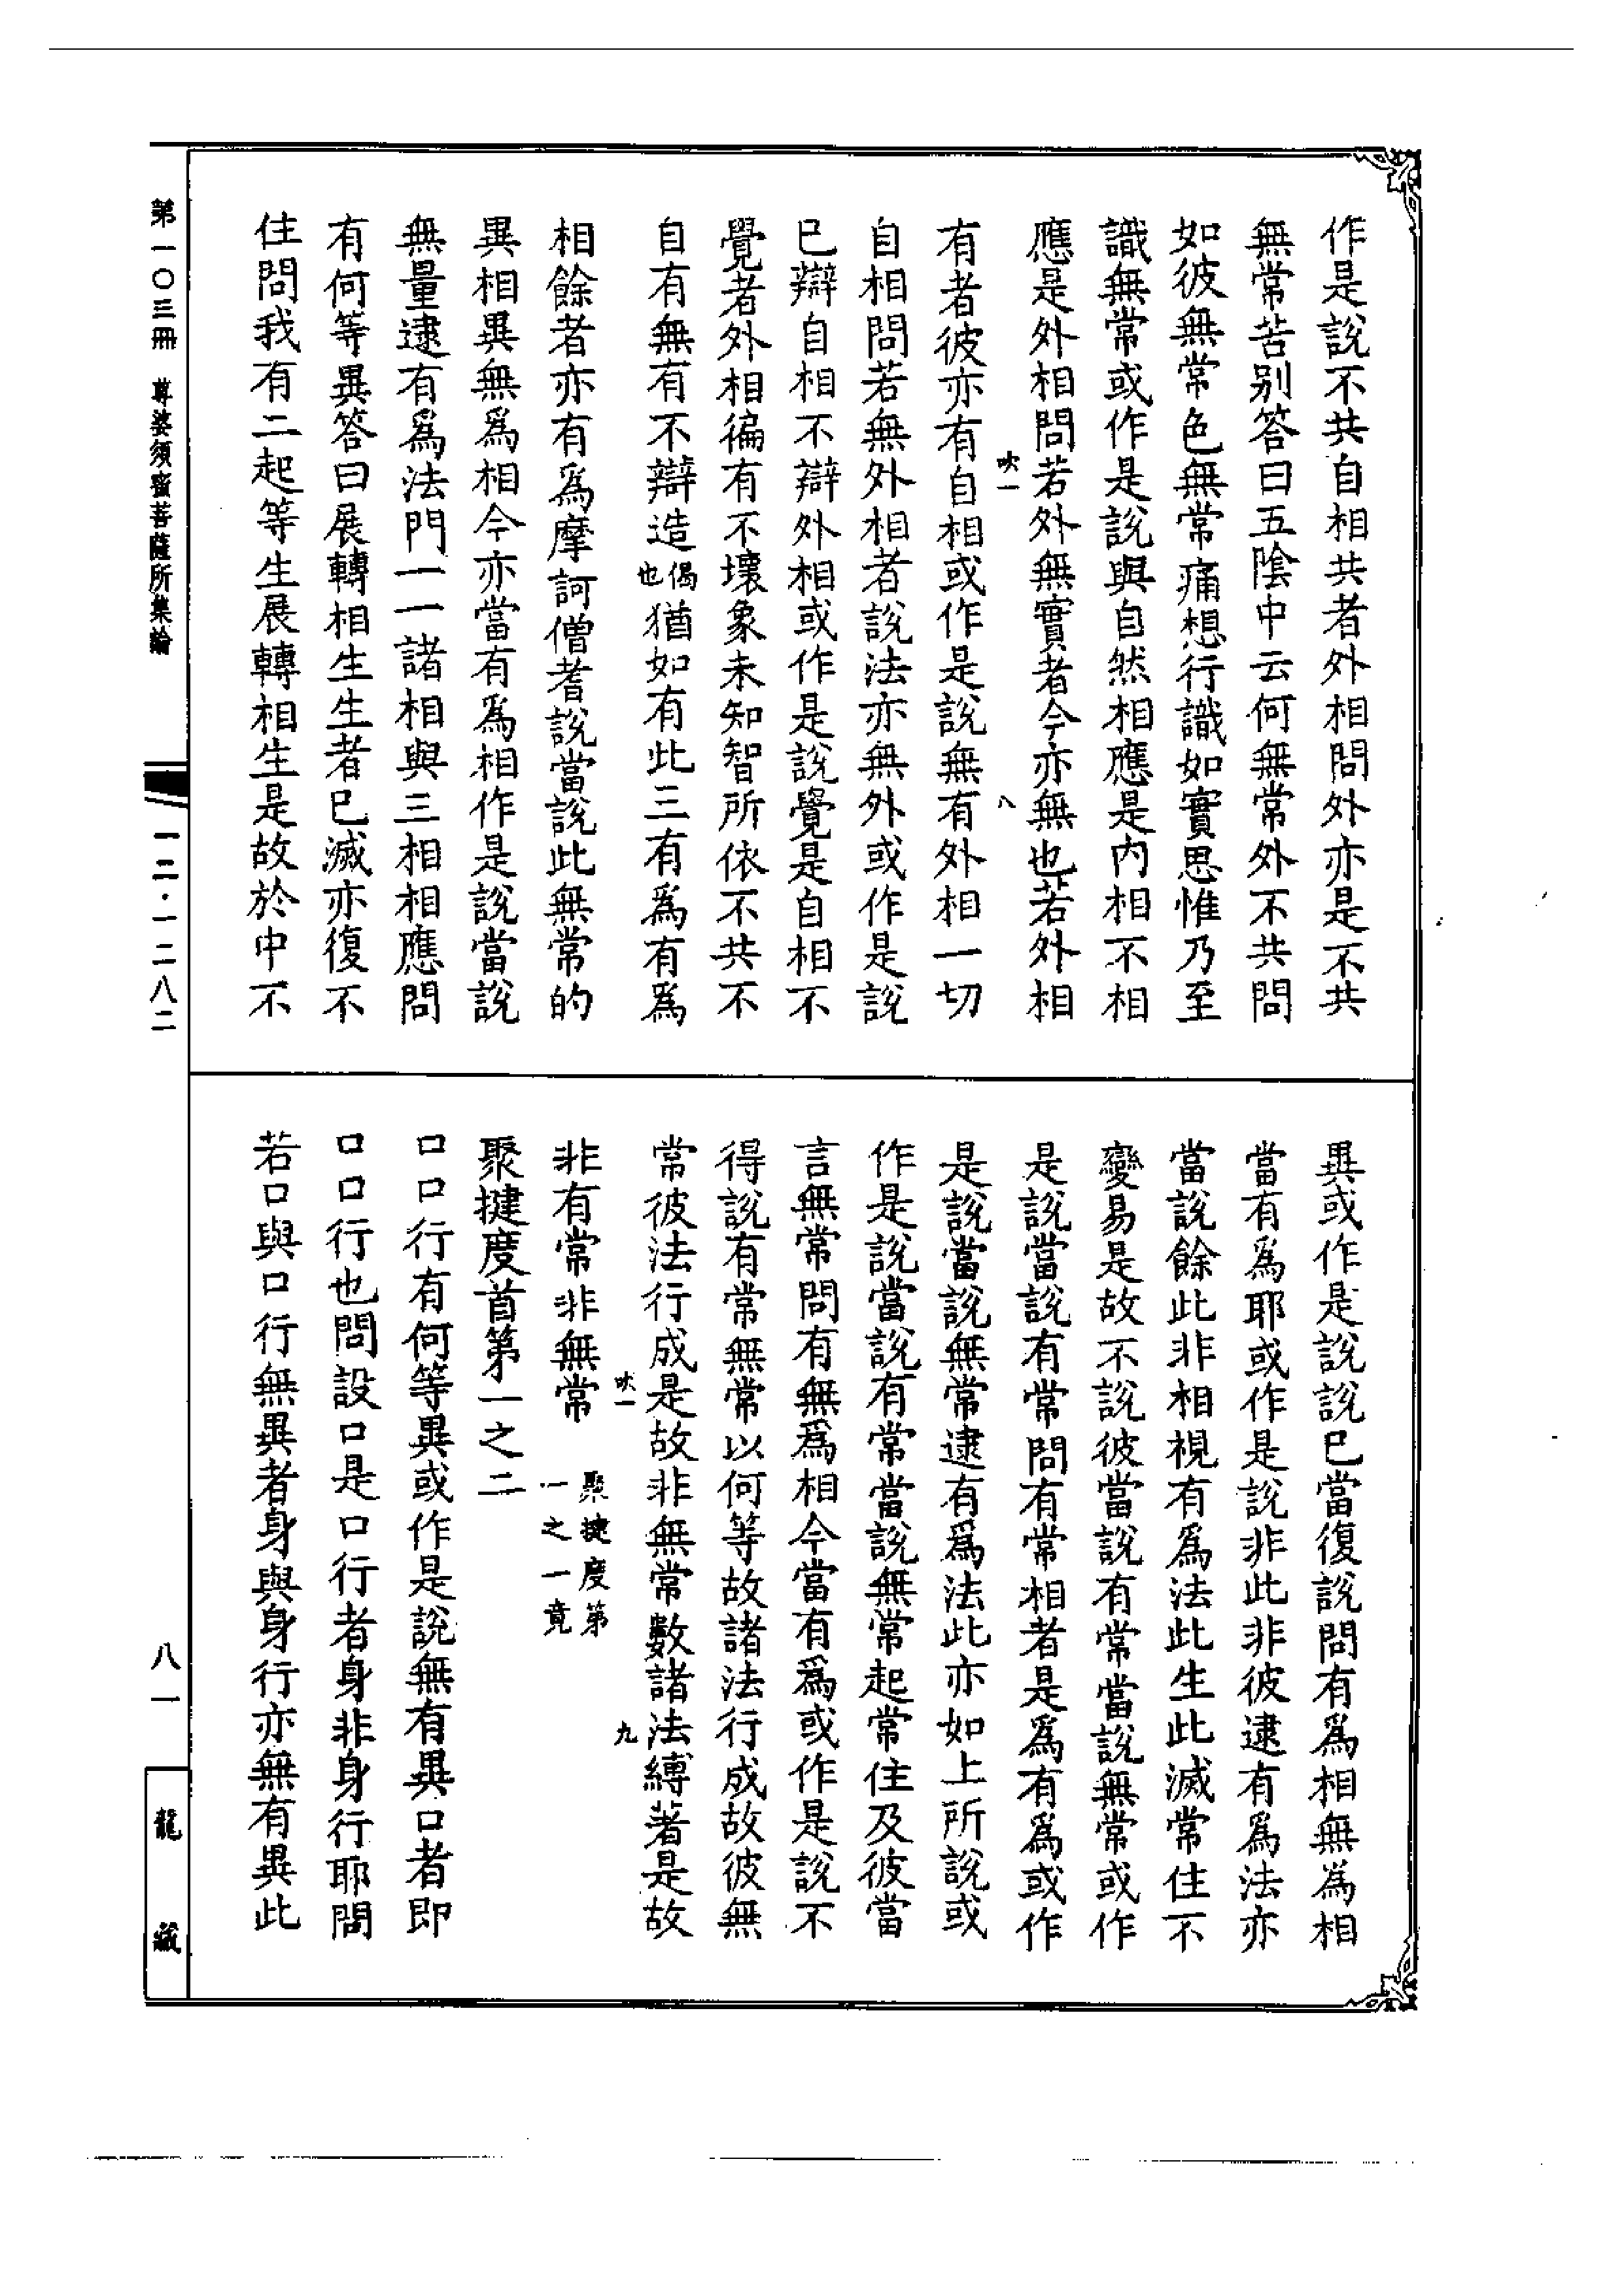 作是說不共自相共者外相問外亦是不共
無常苦别答曰五陰中云何無常外不共問
如彼無常色無常痛想行識如實思惟乃至
識無常或作是說與自然相應是内相不相
應是外相問若外無實者今亦無也若外相
吠一 八
有者彼亦有自相或作是說無有外相一切
自相問若無外相者說法亦無外或作是說
已辯自相不辯外相或作是說覺是自相不
覺者外相徧有不壞象未知智所依不共不
自有無有不辯造偈也猶如有此三有爲有爲
相餘者亦有爲摩訶僧耆說當說此無常的
異相異無爲相今亦當有爲相作是說當說
無量逮有爲法門一一諸相與三相相應問
有何等異答曰展轉相生生者已滅亦復不
住問我有二起等生展轉相生是故於中不
異或作是說說已當復說問有爲相無爲相
當有爲耶或作是說非此非彼逮有爲法亦
當說餘此非相視有爲法此生此滅常住不
變易是故不說彼當說有常當說無常或作
是說當說有常問有常相者是爲有爲或作
是說當說無常逮有爲法此亦如上所說或
作是說當說有常當說無常起常住及彼當
言無常問有無爲相今當有爲或作是說不
得說有常無常以何等故諸法行成故彼無
常彼法行成是故非無常數諸法縛著是故
吠一 九
非有常非無常 聚揵度第一之一竟
聚揵度首第一之二
口口行有何等異或作是說無有異口者即
口口行也問設口是口行者身非身行耶問
若口與口行無異者身與身行亦無有異此
第一〇三冊 尊婆須蜜菩薩所集論
一二·一二八二
八一
龍藏